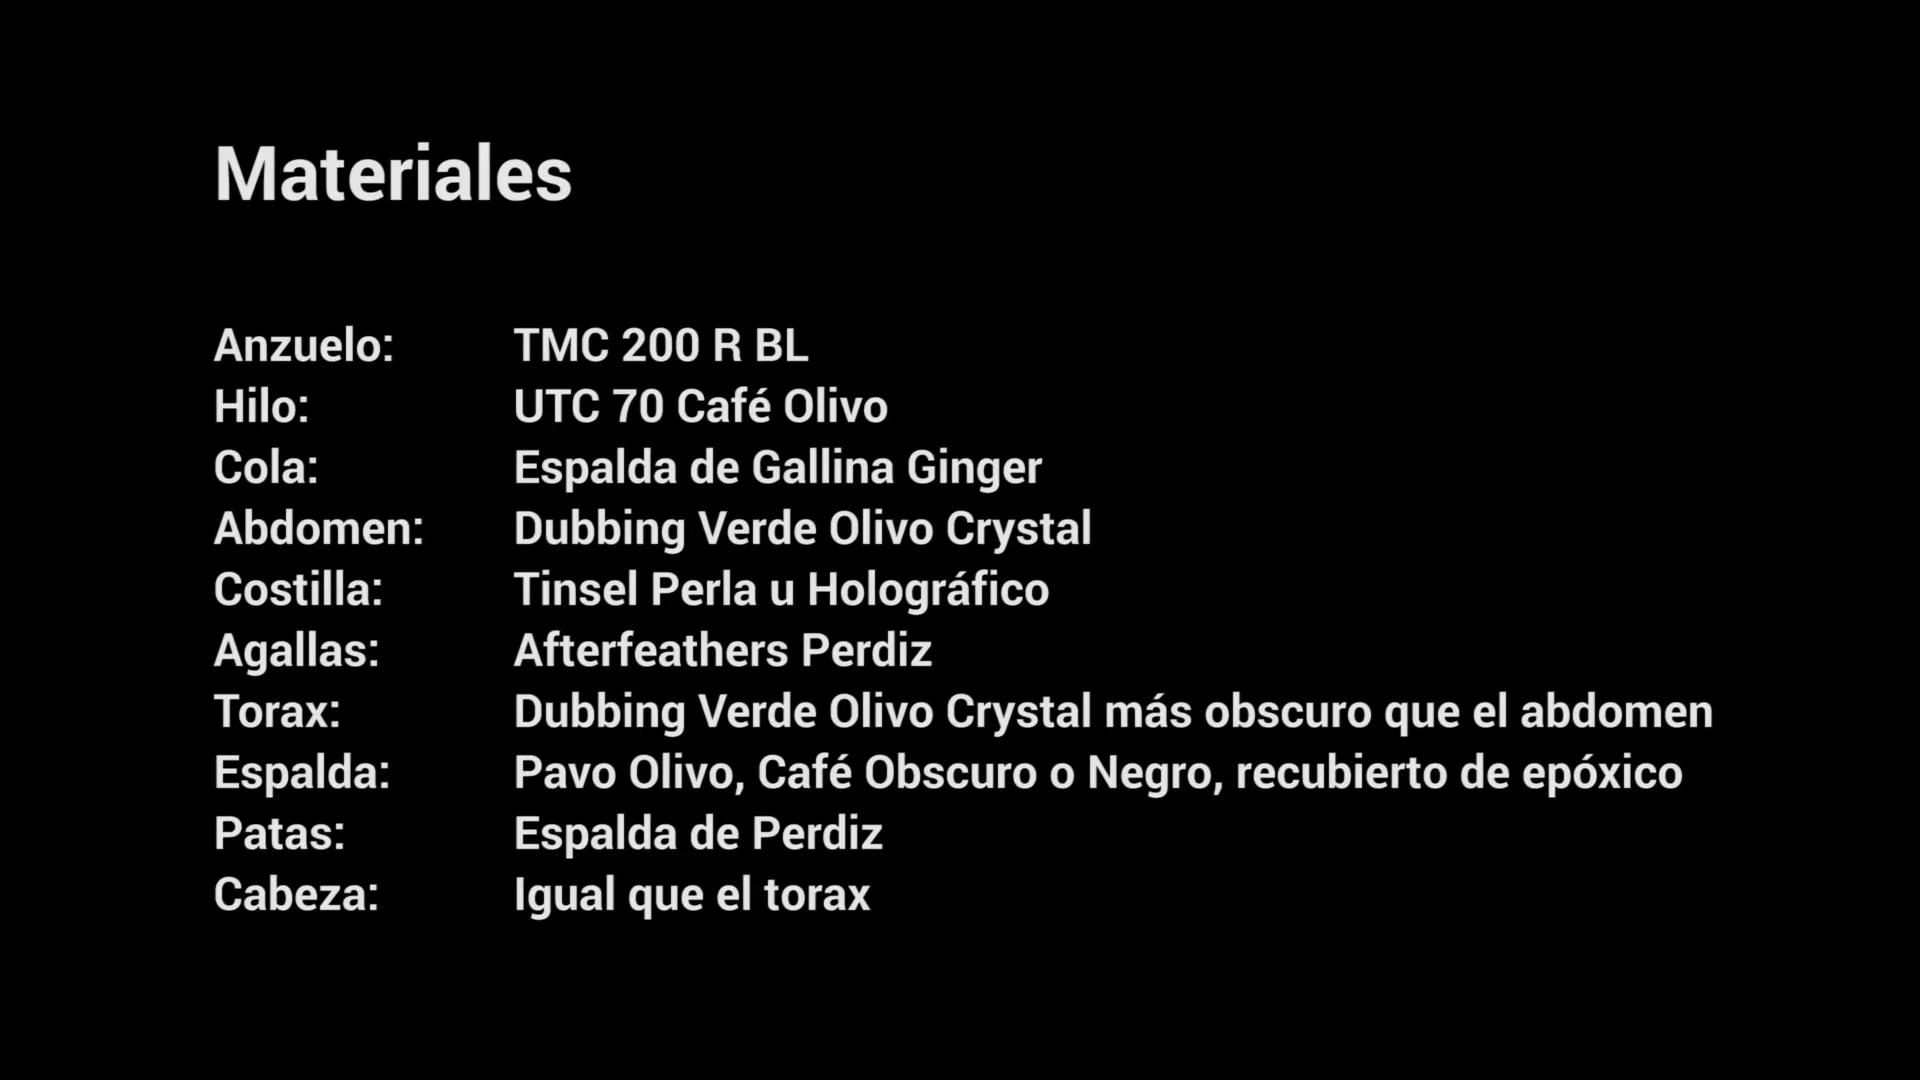 Materiales
Anzuelo: TMC 200 R BL
Hilo: UTC 70 Café Olivo
Cola: Espalda de Gallina Ginger
Abdomen: Dubbing Verde Olivo Crystal
Costilla: Tinsel Perla u Holográfico
Agallas: Afterfeathers Perdiz
Torax: Dubbing Verde Olivo Crystal más obscuro que el abdomen
Espalda: Pavo Olivo, Café Obscuro o Negro, recubierto de epóxico
Patas: Espalda de Perdiz
Cabeza: Igual que el torax